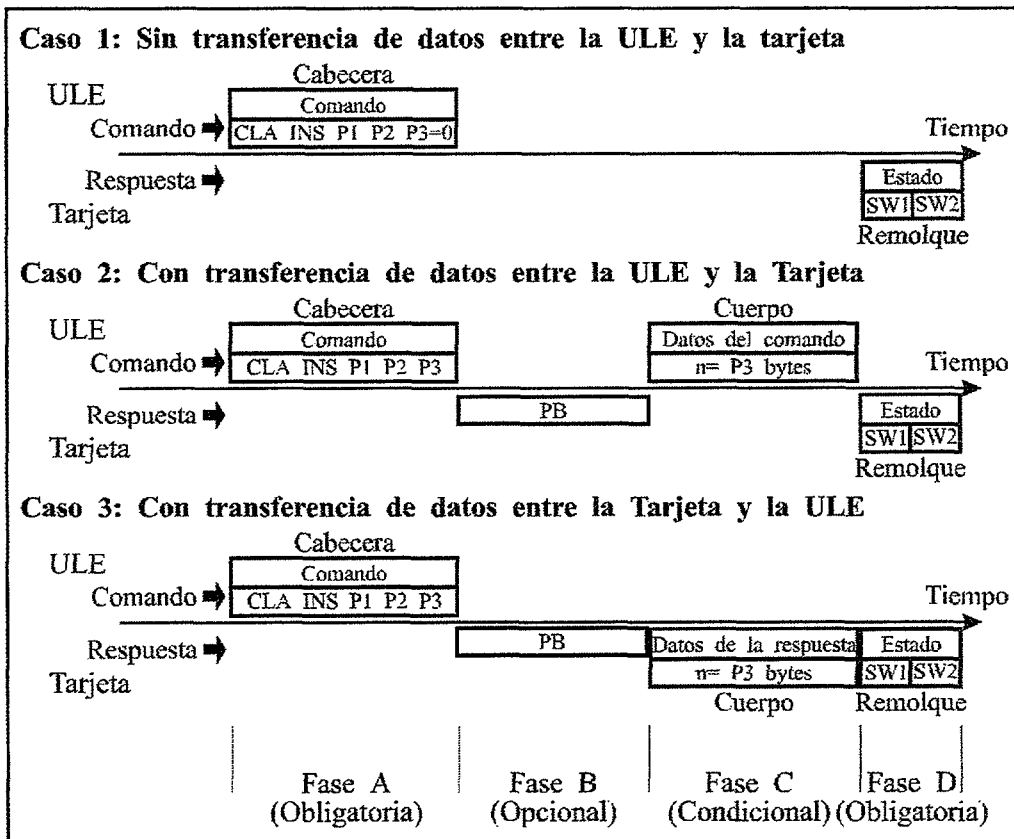 Caso 1: Sin transferencia de datos entre la ULE y la tarjeta
Cabecera
ULE
Comando
Comando
CLA INS P1 P2 P3=0
Tiempo
Respuesta
Estado
Tarjeta
SW1 SW2
Remolque
Caso 2: Con transferencia de datos entre la ULE y la Tarjeta
Cabecera
Cuerpo
ULE
Comando
Datos del comando
Comando
CLA INS P1 P2 P3
n= P3 bytes
Tiempo
Respuesta
PB
Estado
Tarjeta
SW1 SW2
Remolque
Caso 3: Con transferencia de datos entre la Tarjeta y la ULE
Cabecera
ULE
Comando
Comando
CLA INS P1 P2 P3
Tiempo
Respuesta
PB
Datos de la respuesta
Estado
Tarjeta
n= P3 bytes
SW1 SW2
Cuerpo
Remolque
Fase A
Fase B
Fase C
Fase D
(Obligatoria)
(Opcional)
(Condicional)
(Obligatoria)